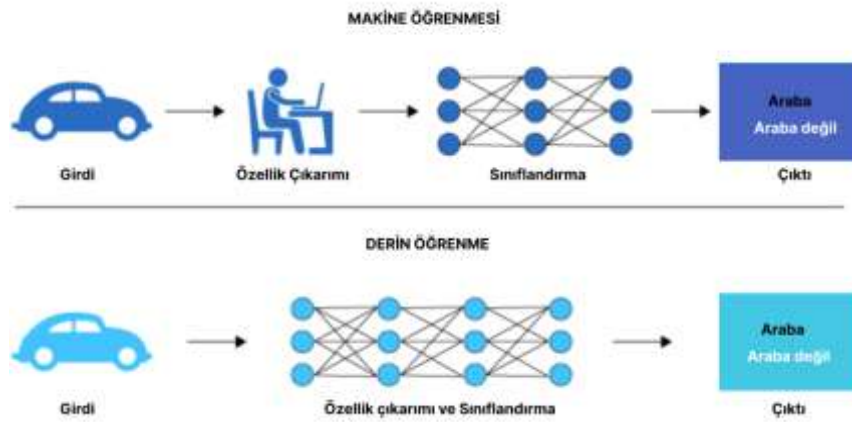 MAKİNE ÖĞRENMESİ
Araba
Araba değil
Girdi
Özellik Çıkarımı
Sınıflandırma
Çıktı
DERİN ÖĞRENME
Araba
Araba değil
Girdi
Özellik çıkarımı ve Sınıflandırma
Çıktı